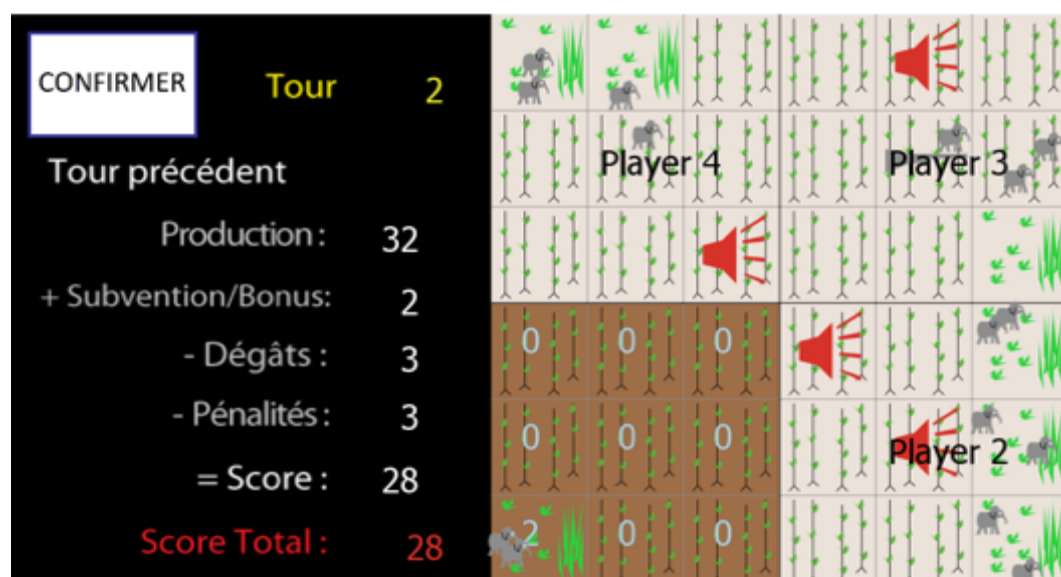 CONFIRMER
Tour 2
Tour précédent
Production : 32
+ Subvention/Bonus: 2
- Dégâts : 3
- Pénalités : 3
= Score : 28
Score Total : 28
Player 4
Player 3
0 0 0
0 0 0
Player 2
2 0 0